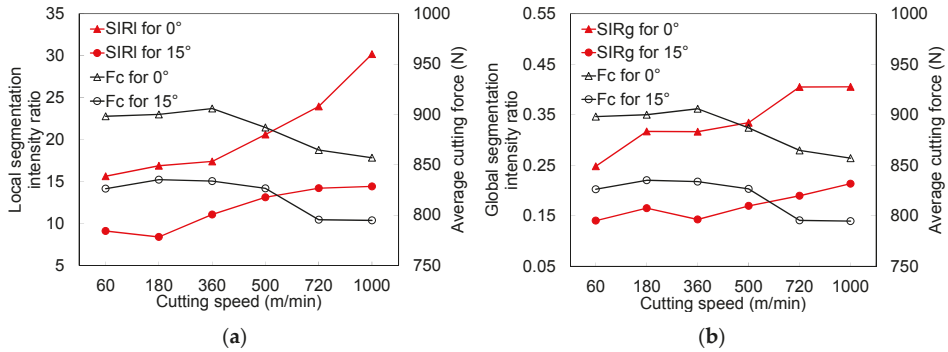 35
30
25
20
15
10
5
Local segmentation
intensity ratio
SIRl for 0°
SIRl for 15°
Fc for 0°
Fc for 15°
1000
950
900
850
800
750
Average cutting force (N)
60 180 360 500 720 1000
Cutting speed (m/min)
(a)
0.55
0.45
0.35
0.25
0.15
0.05
Global segmentation
intensity ratio
SIRg for 0°
SIRg for 15°
Fc for 0°
Fc for 15°
1000
950
900
850
800
750
Average cutting force (N)
60 180 360 500 720 1000
Cutting speed (m/min)
(b)